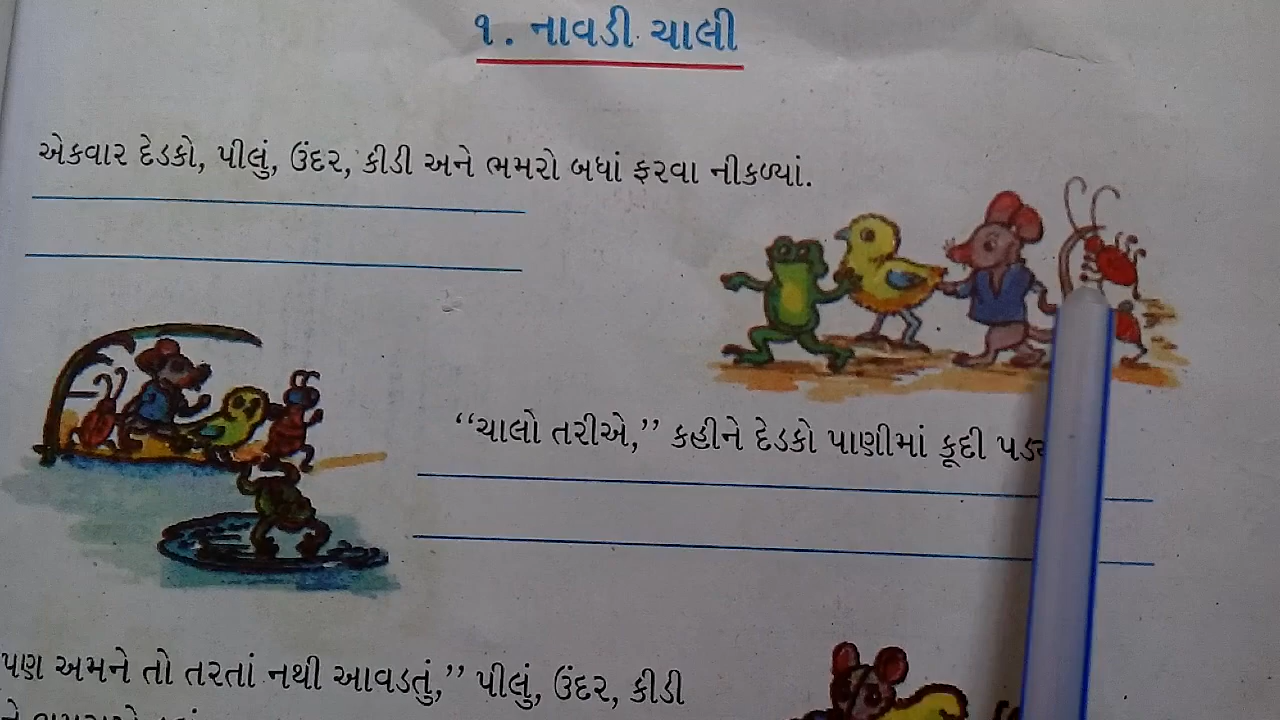 ૧. નાવડી ચાલી
એકવાર દેડકો, પીલું, ઉંદર, કીડી અને ભમરો બધાં ફરવા નીકળ્યાં.
“ચાલો તરીએ,” કહીને દેડકો પાણીમાં કૂદી
પણ અમને તો તરતાં નથી આવડતું,” પીલું, ઉંદર, કીડી